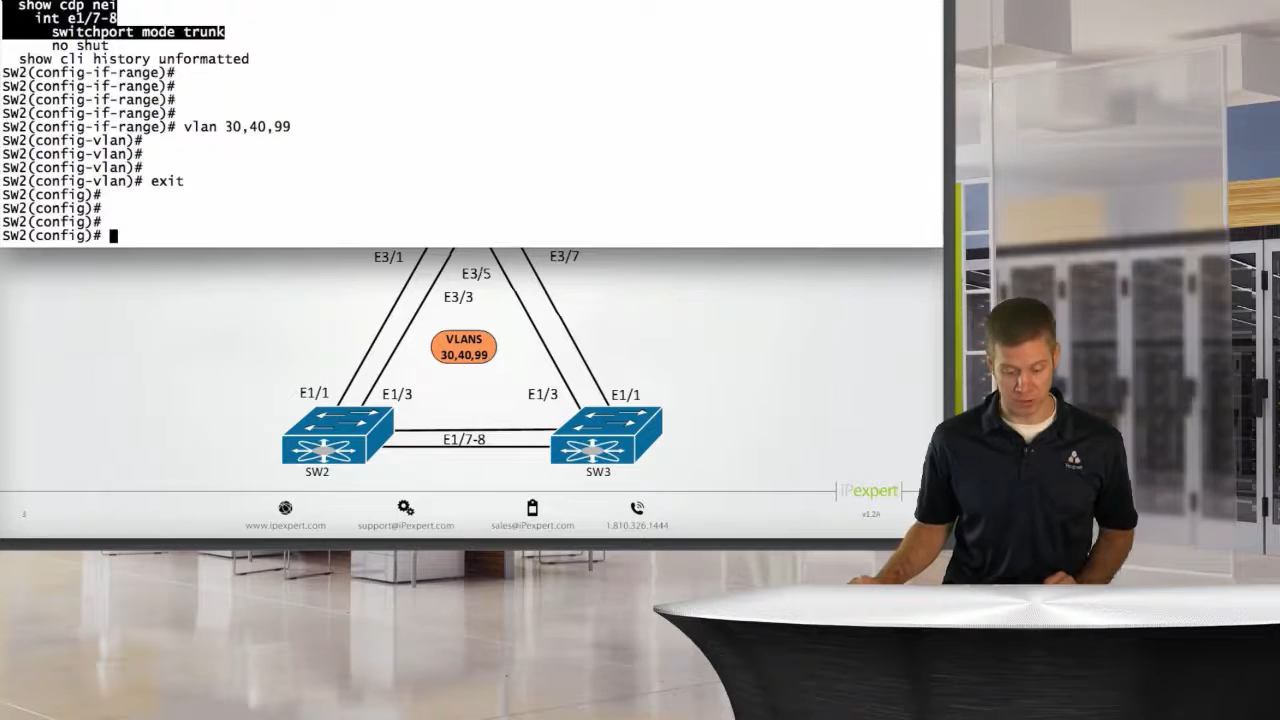 show cdp nei
int e1/7-8
switchport mode trunk
no shut
show cli history unformatted
SW2(config-if-range)#
SW2(config-if-range)#
SW2(config-if-range)#
SW2(config-if-range)#
SW2(config-if-range)# vlan 30,40,99
SW2(config-vlan)#
SW2(config-vlan)#
SW2(config-vlan)#
SW2(config-vlan)# exit
SW2(config)#
SW2(config)#
SW2(config)#
SW2(config)#
E3/1
E3/7
E3/5
E3/3
VLANS
30,40,99
E1/1
E1/3
E1/3
E1/1
E1/7-8
SW2
SW3
iPexpert
www.ipexpert.com
support@iPexpert.com
sales@iPexpert.com
1.810.326.1444
v1.2A